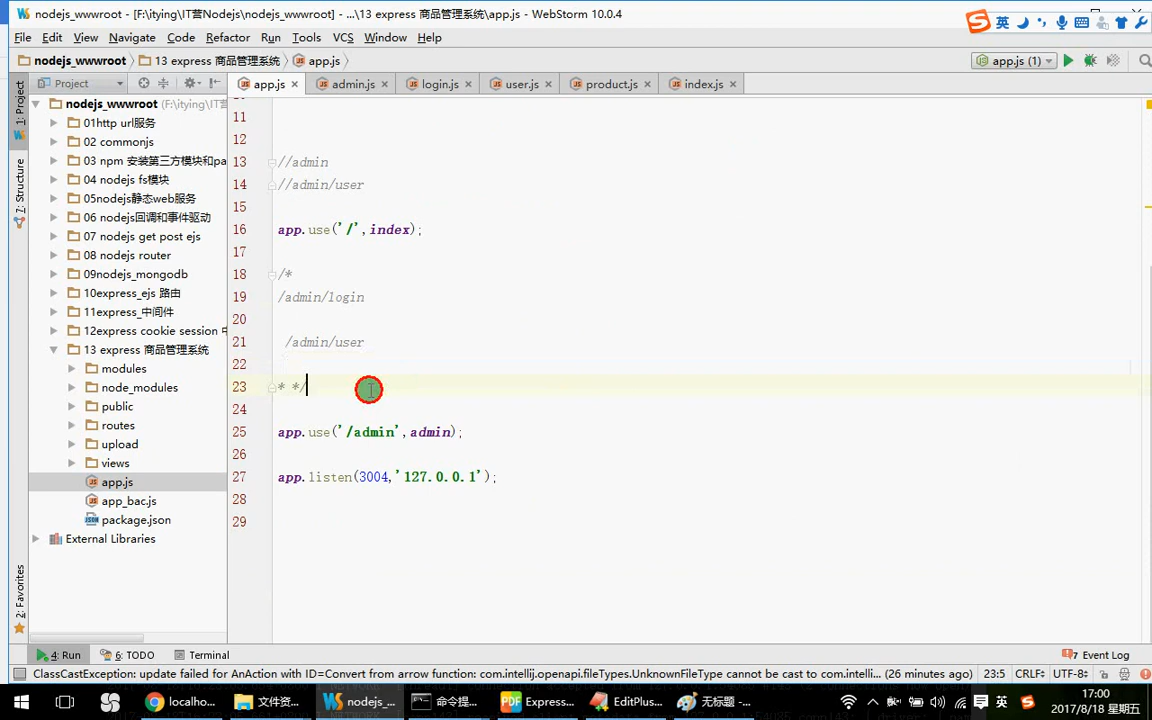 nodejs_wwwroot - [F:\itying\IT营Nodejs\nodejs_wwwroot] - ...\13 express 商品管理系统\app.js - WebStorm 10.0.4
英
File Edit View Navigate Code Refactor Run Tools VCS Window Help
nodejs_wwwroot 13 express 商品管理系统 app.js
app.js (1)
Project
app.js admin.js login.js user.js product.js index.js
1: Project
7: Structure
2: Favorites
nodejs_wwwroot (F:\itying\IT
01http url服务
02 commonjs
03 npm 安装第三方模块和pa
04 nodejs fs模块
05nodejs静态web服务
06 nodejs回调和事件驱动
07 nodejs get post ejs
08 nodejs router
09nodejs_mongodb
10express_ejs 路由
11express_中间件
12express cookie session 中
13 express 商品管理系统
modules
node_modules
public
routes
upload
views
app.js
app_bac.js
package.json
External Libraries
11
12
13 //admin
14 //admin/user
15
16 app.use('/',index);
17
18 /*
19 /admin/login
20
21 /admin/user
22
23 * */
24
25 app.use('/admin',admin);
26
27 app.listen(3004,'127.0.0.1');
28
29
4: Run 6: TODO Terminal
7 Event Log
ClassCastException: update failed for AnAction with ID=Convert from arrow function: com.intellij.openapi.fileTypes.UnknownFileType cannot be cast to com.intelli... (26 minutes ago)
23:5 CRLF÷ UTF-8÷
localho... 文件资... nodejs_... 命令提... Express... EditPlus... 无标题 -...
英
17:00
2017/8/18 星期五